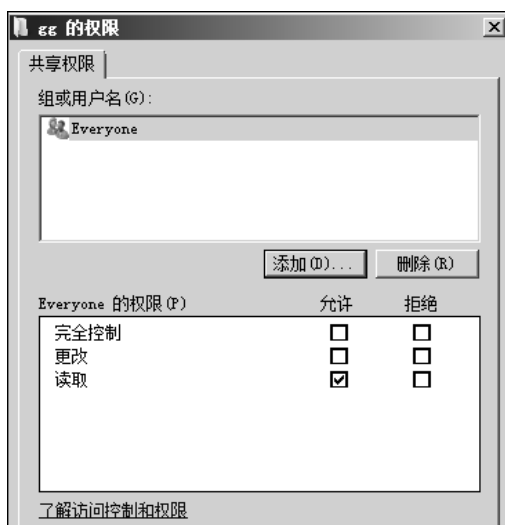 gg 的权限
共享权限
组或用户名(G):
Everyone
添加(D)... 删除(R)
Everyone 的权限(P) 允许 拒绝
完全控制
更改
读取
了解访问控制和权限